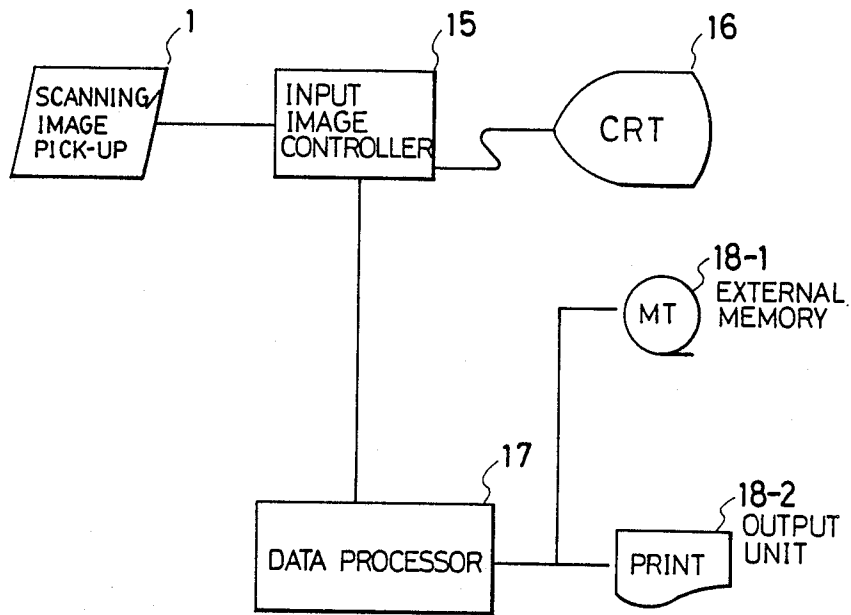 1
SCANNING
IMAGE
PICK-UP
15
INPUT
IMAGE
CONTROLLER
16
CRT
18-1
MT
EXTERNAL
MEMORY
17
DATA PROCESSOR
18-2
PRINT
OUTPUT
UNIT